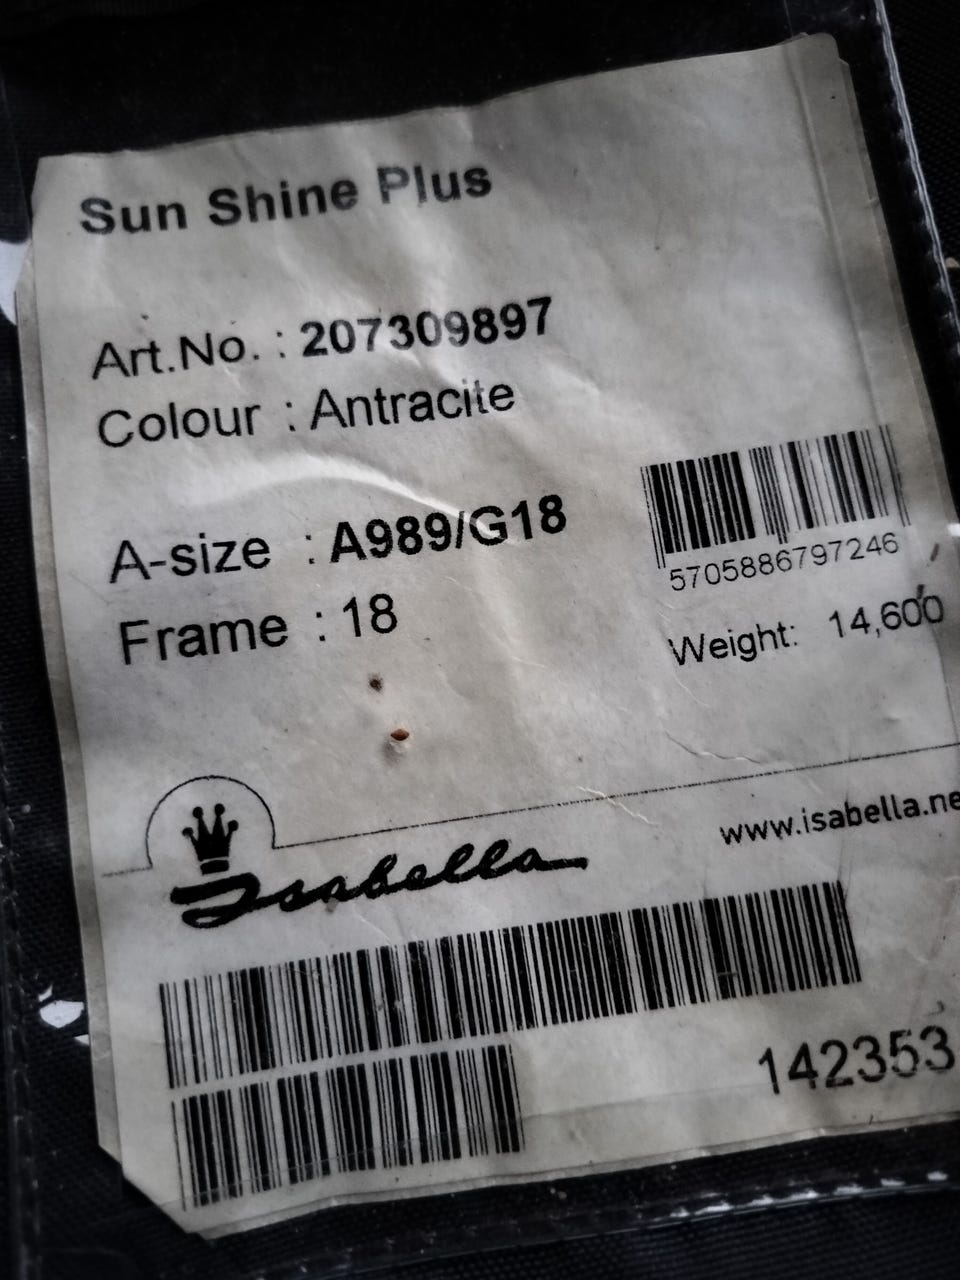 Sun Shine Plus
Art.No. : 207309897
Colour : Antracite
A-size : A989/G18
Frame : 18
5705886797246
Weight: 14,600
www.isabella.ne
Isabella
142353